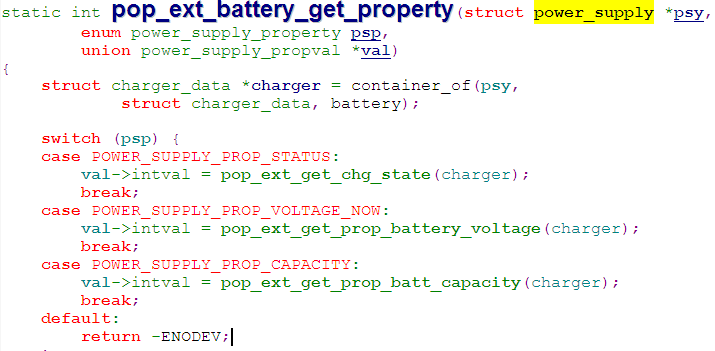 static int pop_ext_battery_get_property(struct power_supply *psy,
        enum power_supply_property psp,
        union power_supply_propval *val)
{
    struct charger_data *charger = container_of(psy,
            struct charger_data, battery);

    switch (psp) {
    case POWER_SUPPLY_PROP_STATUS:
        val->intval = pop_ext_get_chg_state(charger);
        break;
    case POWER_SUPPLY_PROP_VOLTAGE_NOW:
        val->intval = pop_ext_get_prop_battery_voltage(charger);
        break;
    case POWER_SUPPLY_PROP_CAPACITY:
        val->intval = pop_ext_get_prop_batt_capacity(charger);
        break;
    default:
        return -ENODEV;